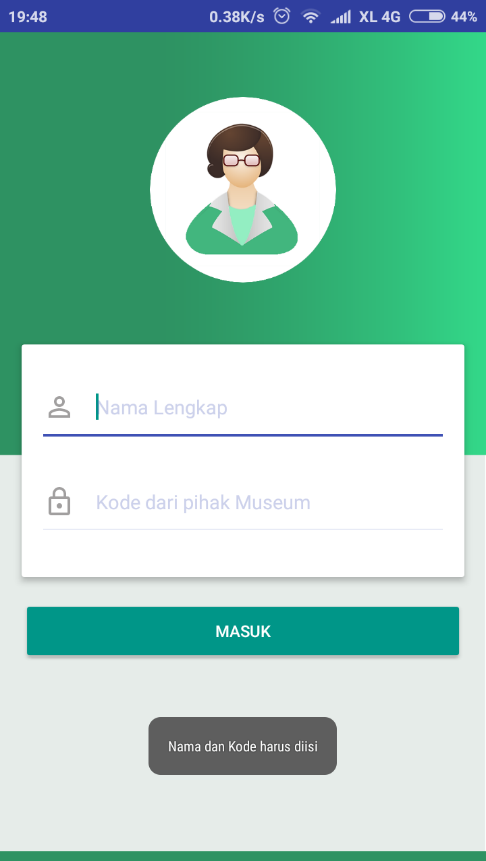 19:48 0.38K/s XL 4G 44%
Nama Lengkap
Kode dari pihak Museum
MASUK
Nama dan Kode harus diisi